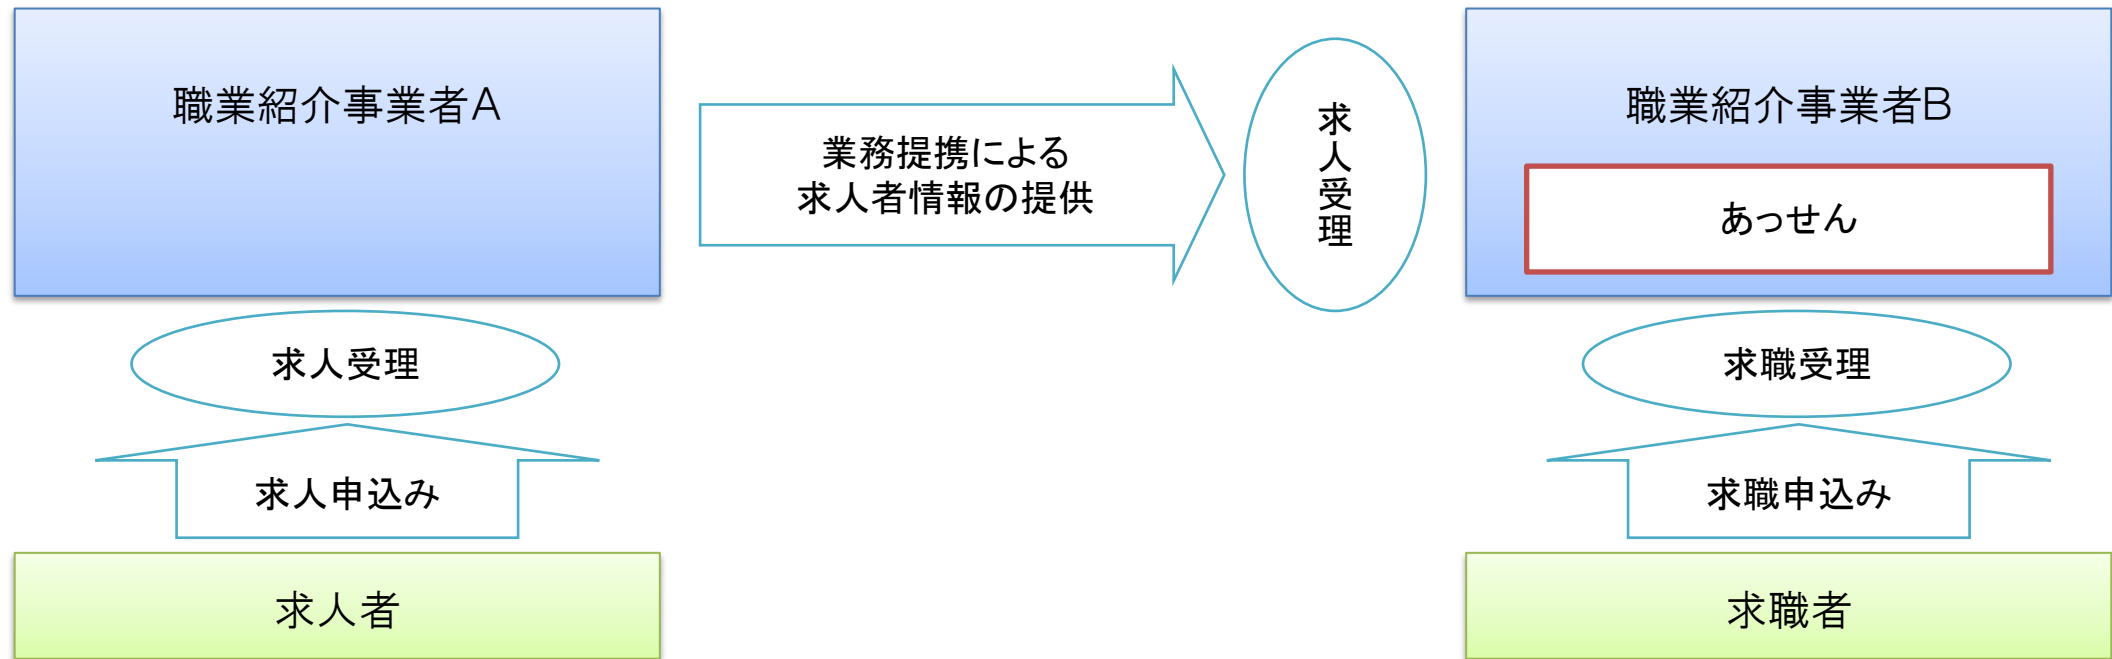 職業紹介事業者A
業務提携による
求人者情報の提供
求人受理
職業紹介事業者B
あっせん
求人受理
求職受理
求人申込み
求職申込み
求人者
求職者